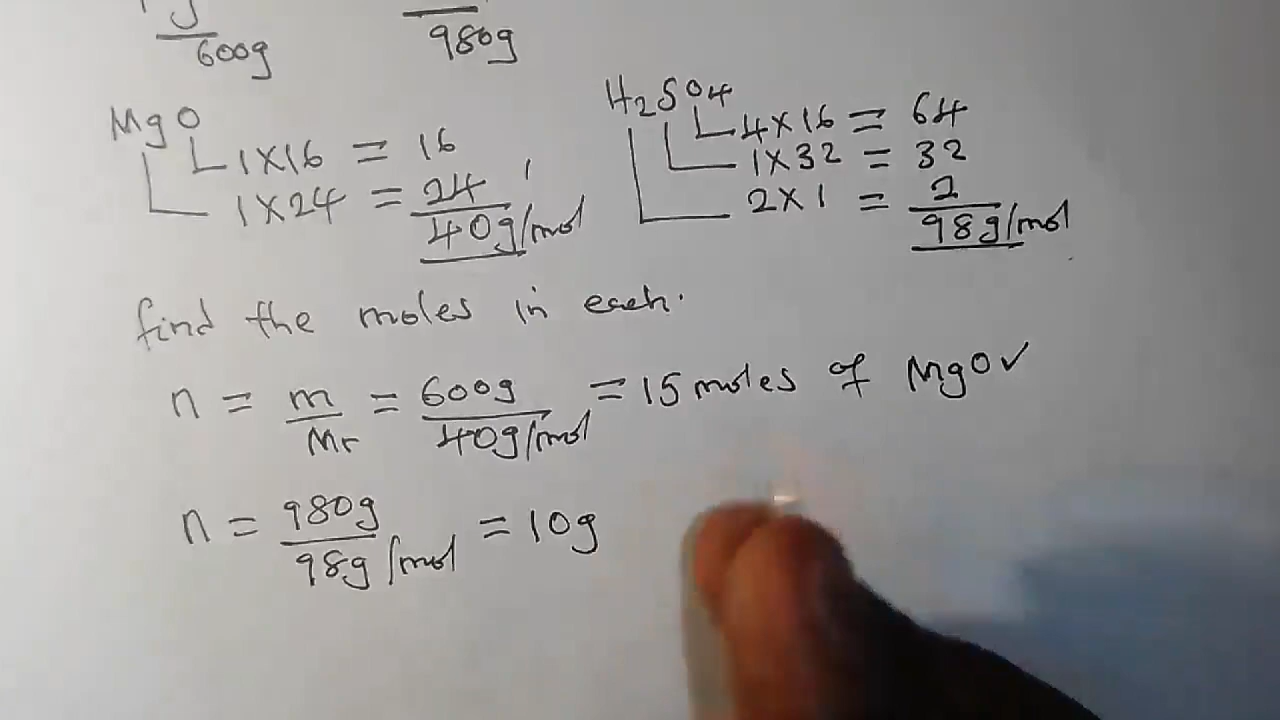 600g 980g
MgO
1X16 = 16
1X24 = 24
40g/mol
H2SO4
4X16 = 64
1X32 = 32
2X1 = 2
98g/mol
find the moles in each.
n = m/Mr = 600g/40g/mol = 15 moles of MgO✓
n = 980g/98g/mol = 10g